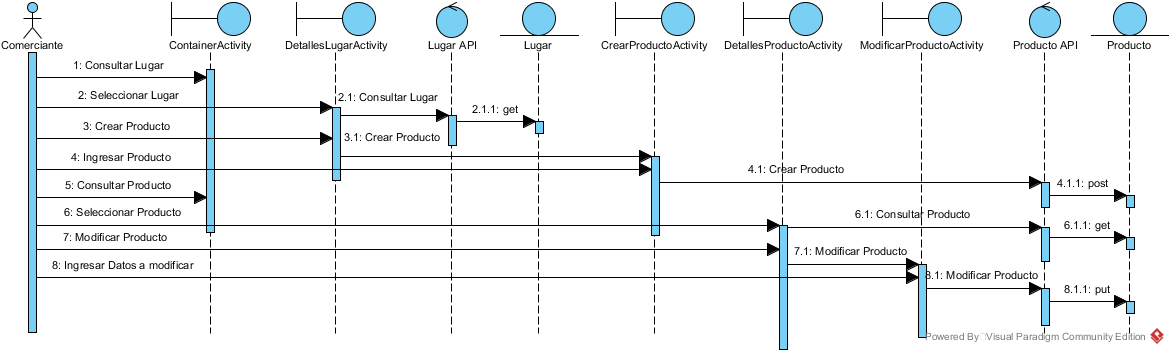 Comerciante
ContainerActivity
DetallesLugarActivity
Lugar API
Lugar
CrearProductoActivity
DetallesProductoActivity
ModificarProductoActivity
Producto API
Producto
1: Consultar Lugar
2: Seleccionar Lugar
2.1: Consultar Lugar
2.1.1: get
3: Crear Producto
3.1: Crear Producto
4: Ingresar Producto
4.1: Crear Producto
4.1.1: post
5: Consultar Producto
6: Seleccionar Producto
6.1: Consultar Producto
6.1.1: get
7: Modificar Producto
7.1: Modificar Producto
8: Ingresar Datos a modificar
8.1: Modificar Producto
8.1.1: put
Powered By Visual Paradigm Community Edition